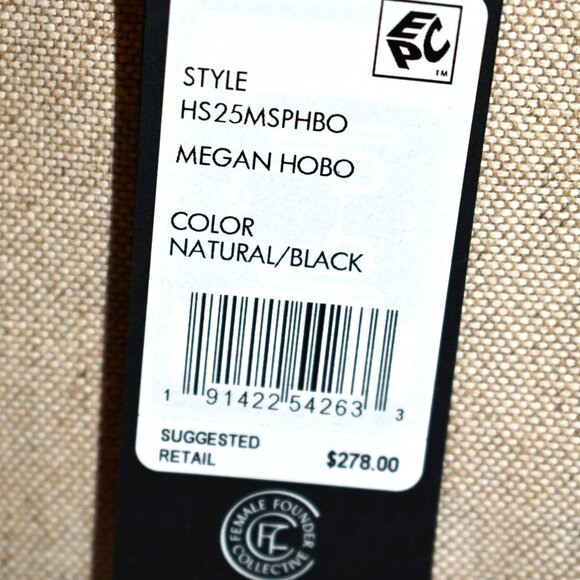 EPC
TM
STYLE
HS25MSPHBO
MEGAN HOBO
COLOR
NATURAL/BLACK
1 91422 54263 3
SUGGESTED
RETAIL $278.00
FEMALE FOUNDER
COLLECTIVE